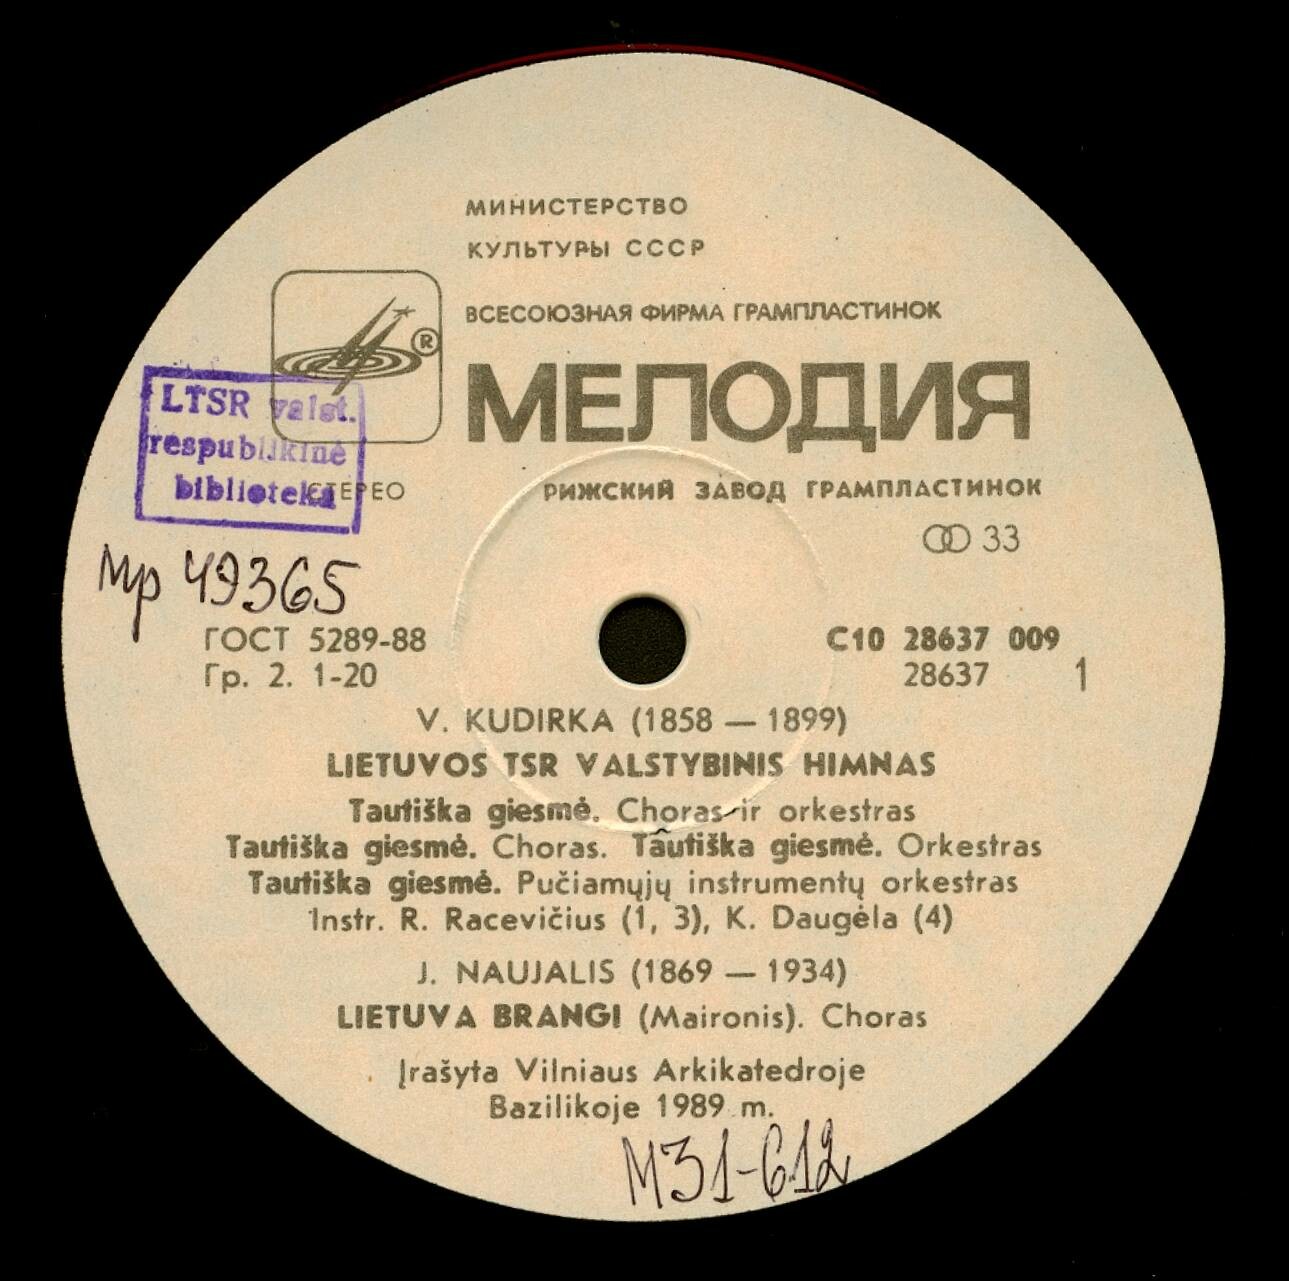 МИНИСТЕРСТВО
КУЛЬТУРЫ СССР
ВСЕСОЮЗНАЯ ФИРМА ГРАМПЛАСТИНОК
®
МЕЛОДИЯ
LTSR valst.
respublikinė
biblioteka
СТЕРЕО
РИЖСКИЙ ЗАВОД ГРАМПЛАСТИНОК
33
Мр 49365
ГОСТ 5289-88
Гр. 2. 1-20
С10 28637 009
28637 1
V. KUDIRKA (1858 — 1899)
LIETUVOS TSR VALSTYBINIS HIMNAS
Tautiška giesmė. Choras ir orkestras
Tautiška giesmė. Choras. Tautiška giesmė. Orkestras
Tautiška giesmė. Pučiamųjų instrumentų orkestras
Instr. R. Racevičius (1, 3), K. Daugėla (4)
J. NAUJALIS (1869 — 1934)
LIETUVA BRANGI (Maironis). Choras
Įrašyta Vilniaus Arkikatedroje
Bazilikoje 1989 m.
M31-612